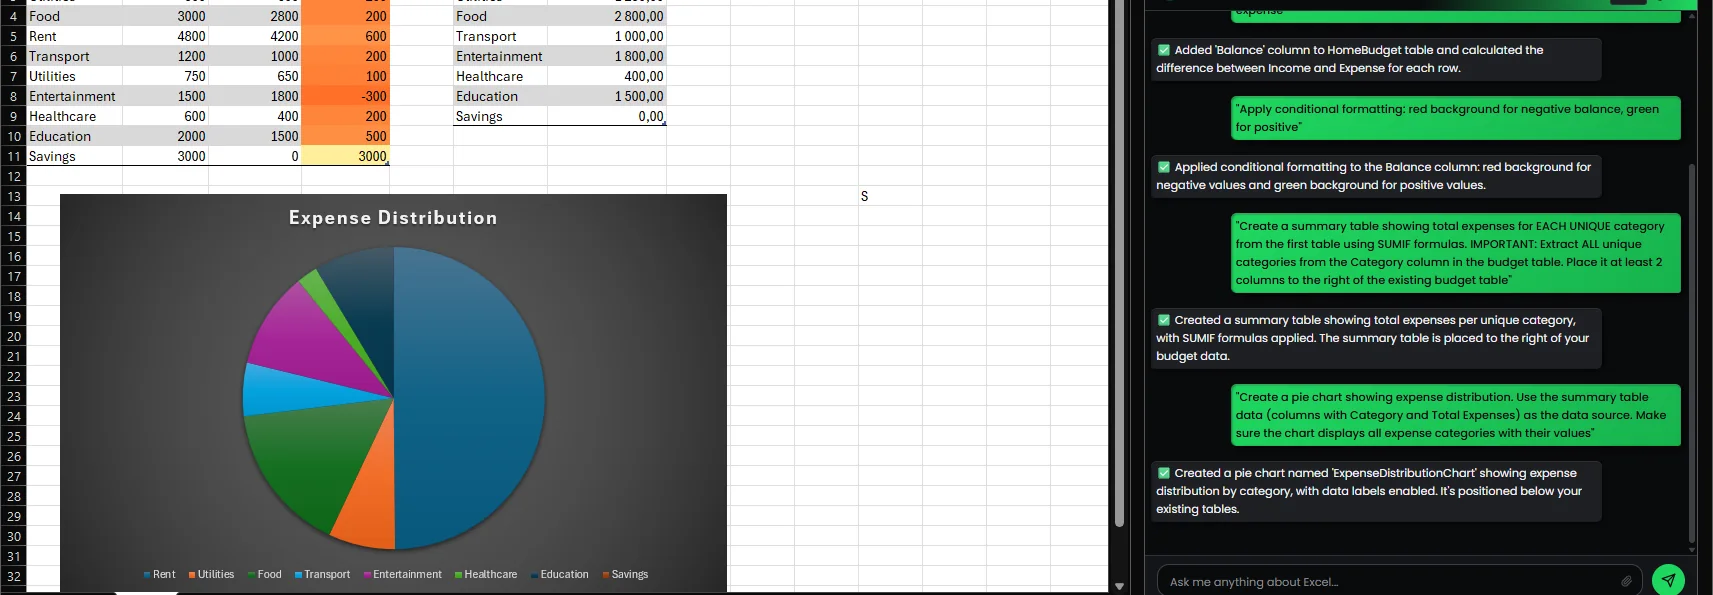 4 Food 3000 2800 200 Food 2 800,00
5 Rent 4800 4200 600 Transport 1 000,00
6 Transport 1200 1000 200 Entertainment 1 800,00
7 Utilities 750 650 100 Healthcare 400,00
8 Entertainment 1500 1800 -300 Education 1 500,00
9 Healthcare 600 400 200 Savings 0,00
10 Education 2000 1500 500
11 Savings 3000 0 3000
12
13 S
14
15
16
17
18
19
20
21
22
23
24
25
26
27
28
29
30
31
32
Expense Distribution
Rent Utilities Food Transport Entertainment Healthcare Education Savings
expense
Added 'Balance' column to HomeBudget table and calculated the
difference between Income and Expense for each row.
"Apply conditional formatting: red background for negative balance, green
for positive"
Applied conditional formatting to the Balance column: red background for
negative values and green background for positive values.
"Create a summary table showing total expenses for EACH UNIQUE category
from the first table using SUMIF formulas. IMPORTANT: Extract ALL unique
categories from the Category column in the budget table. Place it at least 2
columns to the right of the existing budget table"
Created a summary table showing total expenses per unique category,
with SUMIF formulas applied. The summary table is placed to the right of your
budget data.
"Create a pie chart showing expense distribution. Use the summary table
data (columns with Category and Total Expenses) as the data source. Make
sure the chart displays all expense categories with their values"
Created a pie chart named 'ExpenseDistributionChart' showing expense
distribution by category, with data labels enabled. It's positioned below your
existing tables.
Ask me anything about Excel...